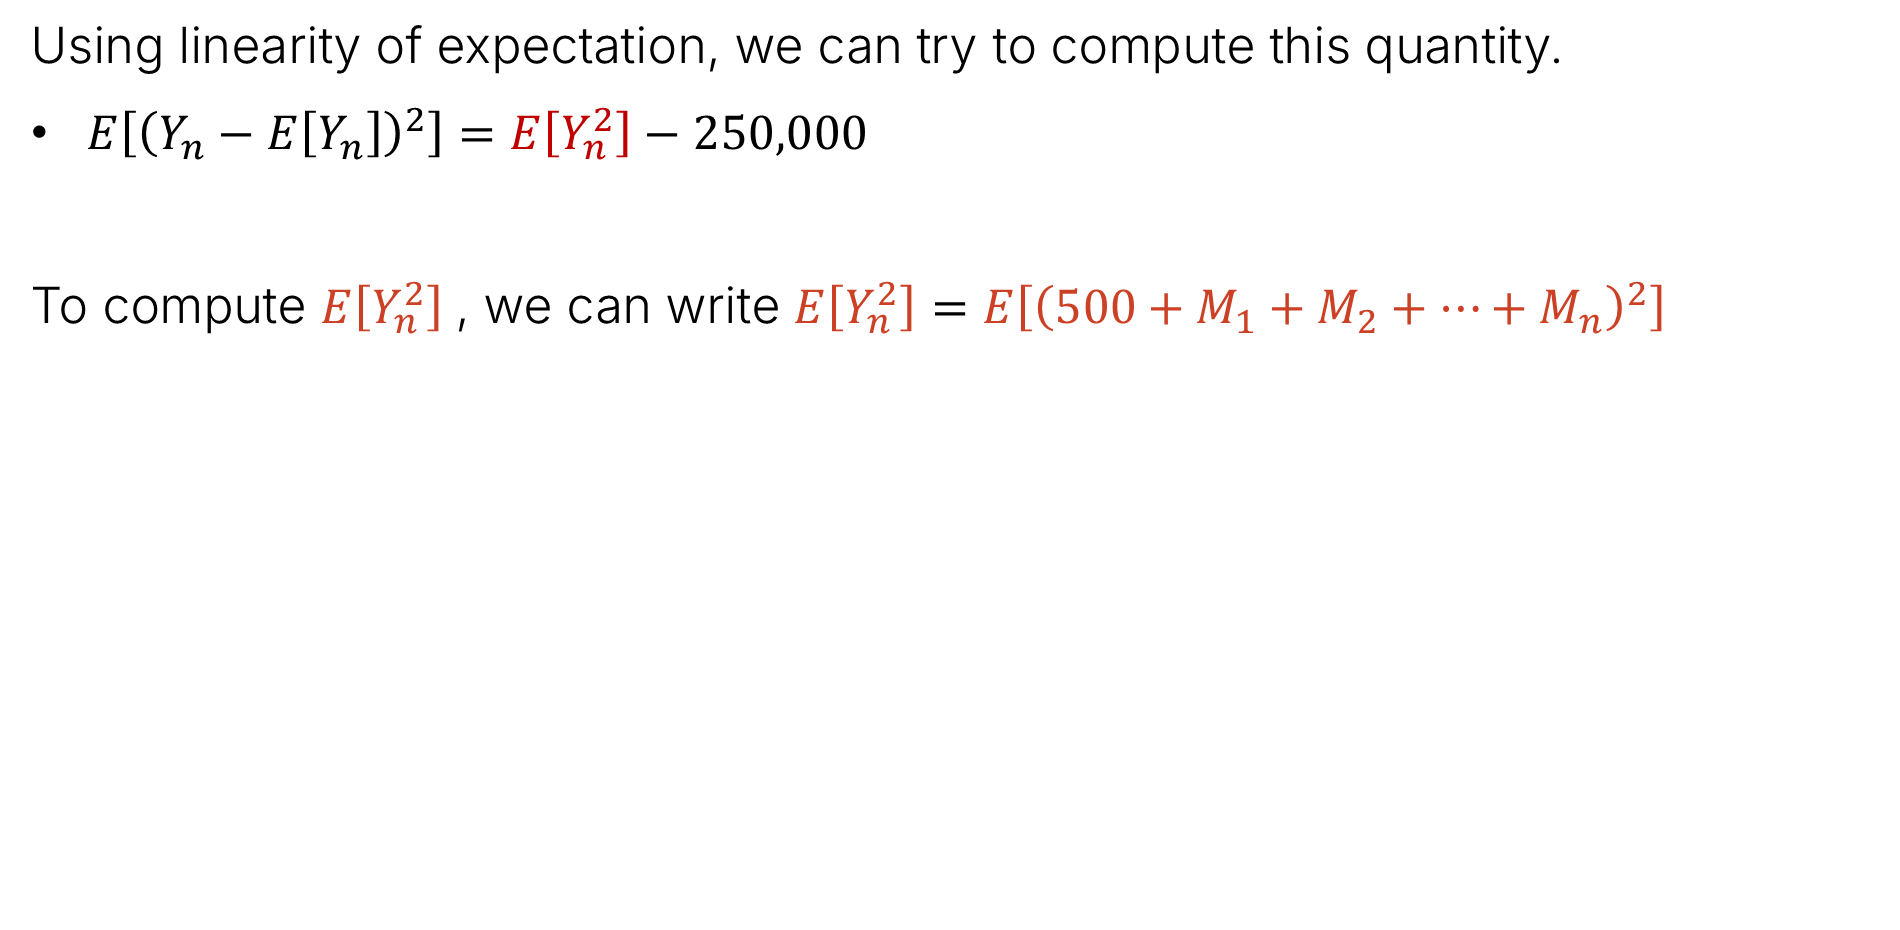 Using linearity of expectation, we can try to compute this quantity.
• $E[(Y_n - E[Y_n])^2] = E[Y_n^2] - 250,000$
To compute $E[Y_n^2]$ , we can write $E[Y_n^2] = E[(500 + M_1 + M_2 + \cdots + M_n)^2]$